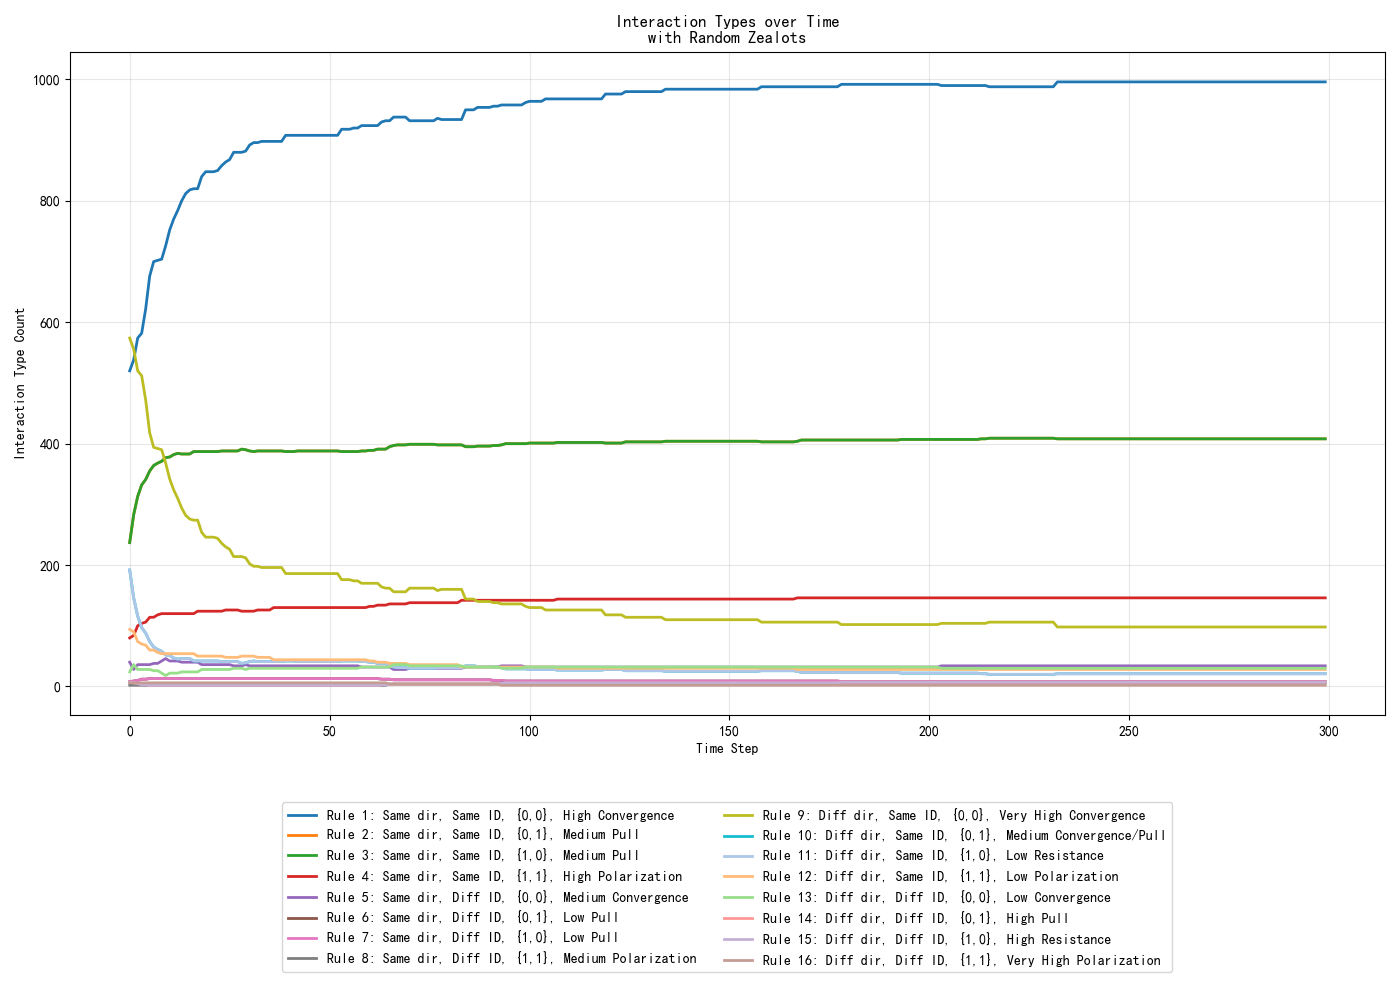 Interaction Types over Time
with Random Zealots
Interaction Type Count
1000
800
600
400
200
0
0
50
100
150
200
250
300
Time Step
Rule 1: Same dir, Same ID, {0,0}, High Convergence
Rule 2: Same dir, Same ID, {0,1}, Medium Pull
Rule 3: Same dir, Same ID, {1,0}, Medium Pull
Rule 4: Same dir, Same ID, {1,1}, High Polarization
Rule 5: Same dir, Diff ID, {0,0}, Medium Convergence
Rule 6: Same dir, Diff ID, {0,1}, Low Pull
Rule 7: Same dir, Diff ID, {1,0}, Low Pull
Rule 8: Same dir, Diff ID, {1,1}, Medium Polarization
Rule 9: Diff dir, Same ID, {0,0}, Very High Convergence
Rule 10: Diff dir, Same ID, {0,1}, Medium Convergence/Pull
Rule 11: Diff dir, Same ID, {1,0}, Low Resistance
Rule 12: Diff dir, Same ID, {1,1}, Low Polarization
Rule 13: Diff dir, Diff ID, {0,0}, Low Convergence
Rule 14: Diff dir, Diff ID, {0,1}, High Pull
Rule 15: Diff dir, Diff ID, {1,0}, High Resistance
Rule 16: Diff dir, Diff ID, {1,1}, Very High Polarization